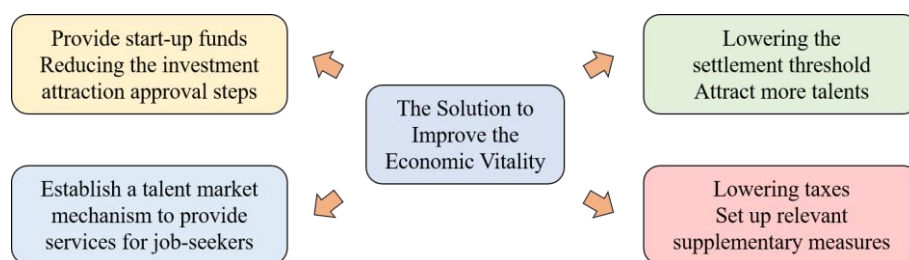 Provide start-up funds
Reducing the investment
attraction approval steps
Lowering the
settlement threshold
Attract more talents
The Solution to
Improve the
Economic Vitality
Establish a talent market
mechanism to provide
services for job-seekers
Lowering taxes
Set up relevant
supplementary measures